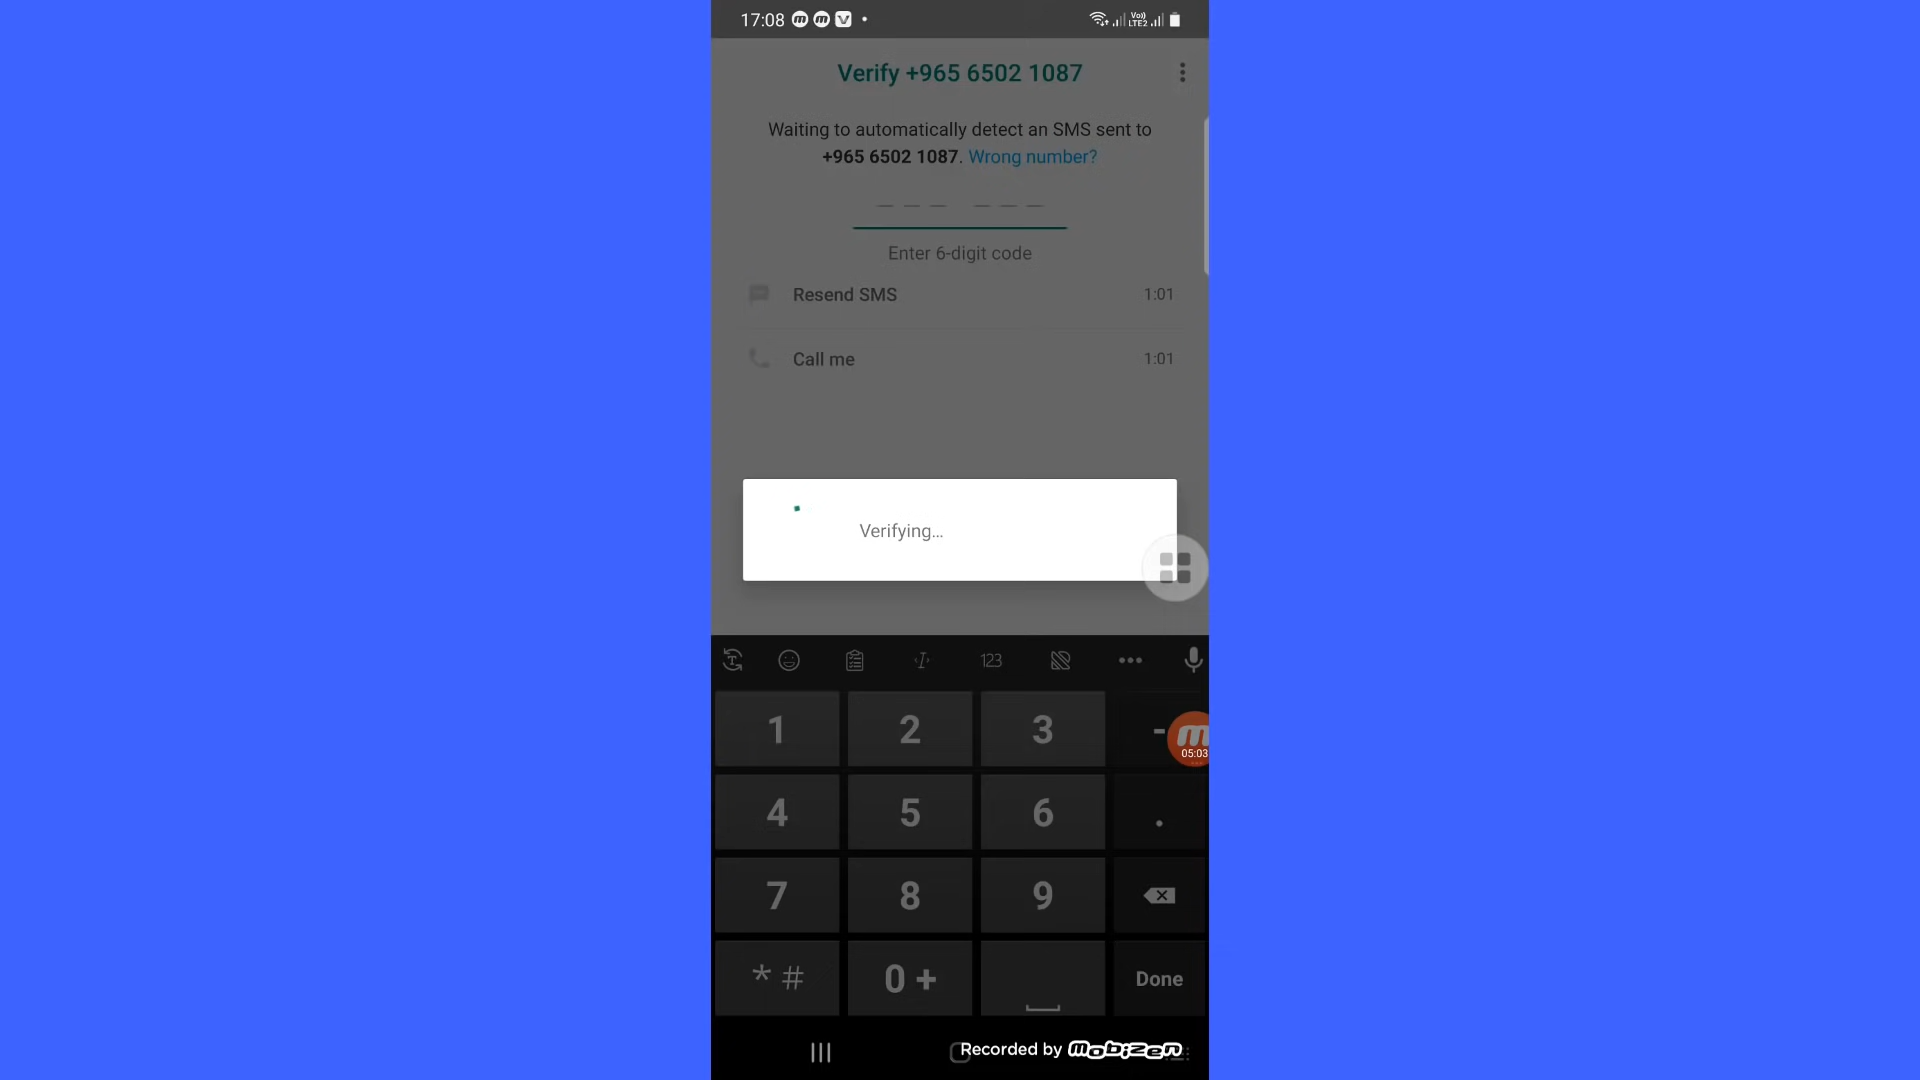 17:08
Vo))
LTE2
Verify +965 6502 1087
Waiting to automatically detect an SMS sent to
+965 6502 1087. Wrong number?
Enter 6-digit code
Resend SMS 1:01
Call me 1:01
Verifying...
123
1 2 3 -
05:03
4 5 6 .
7 8 9
* # 0 + Done
Recorded by mobizen